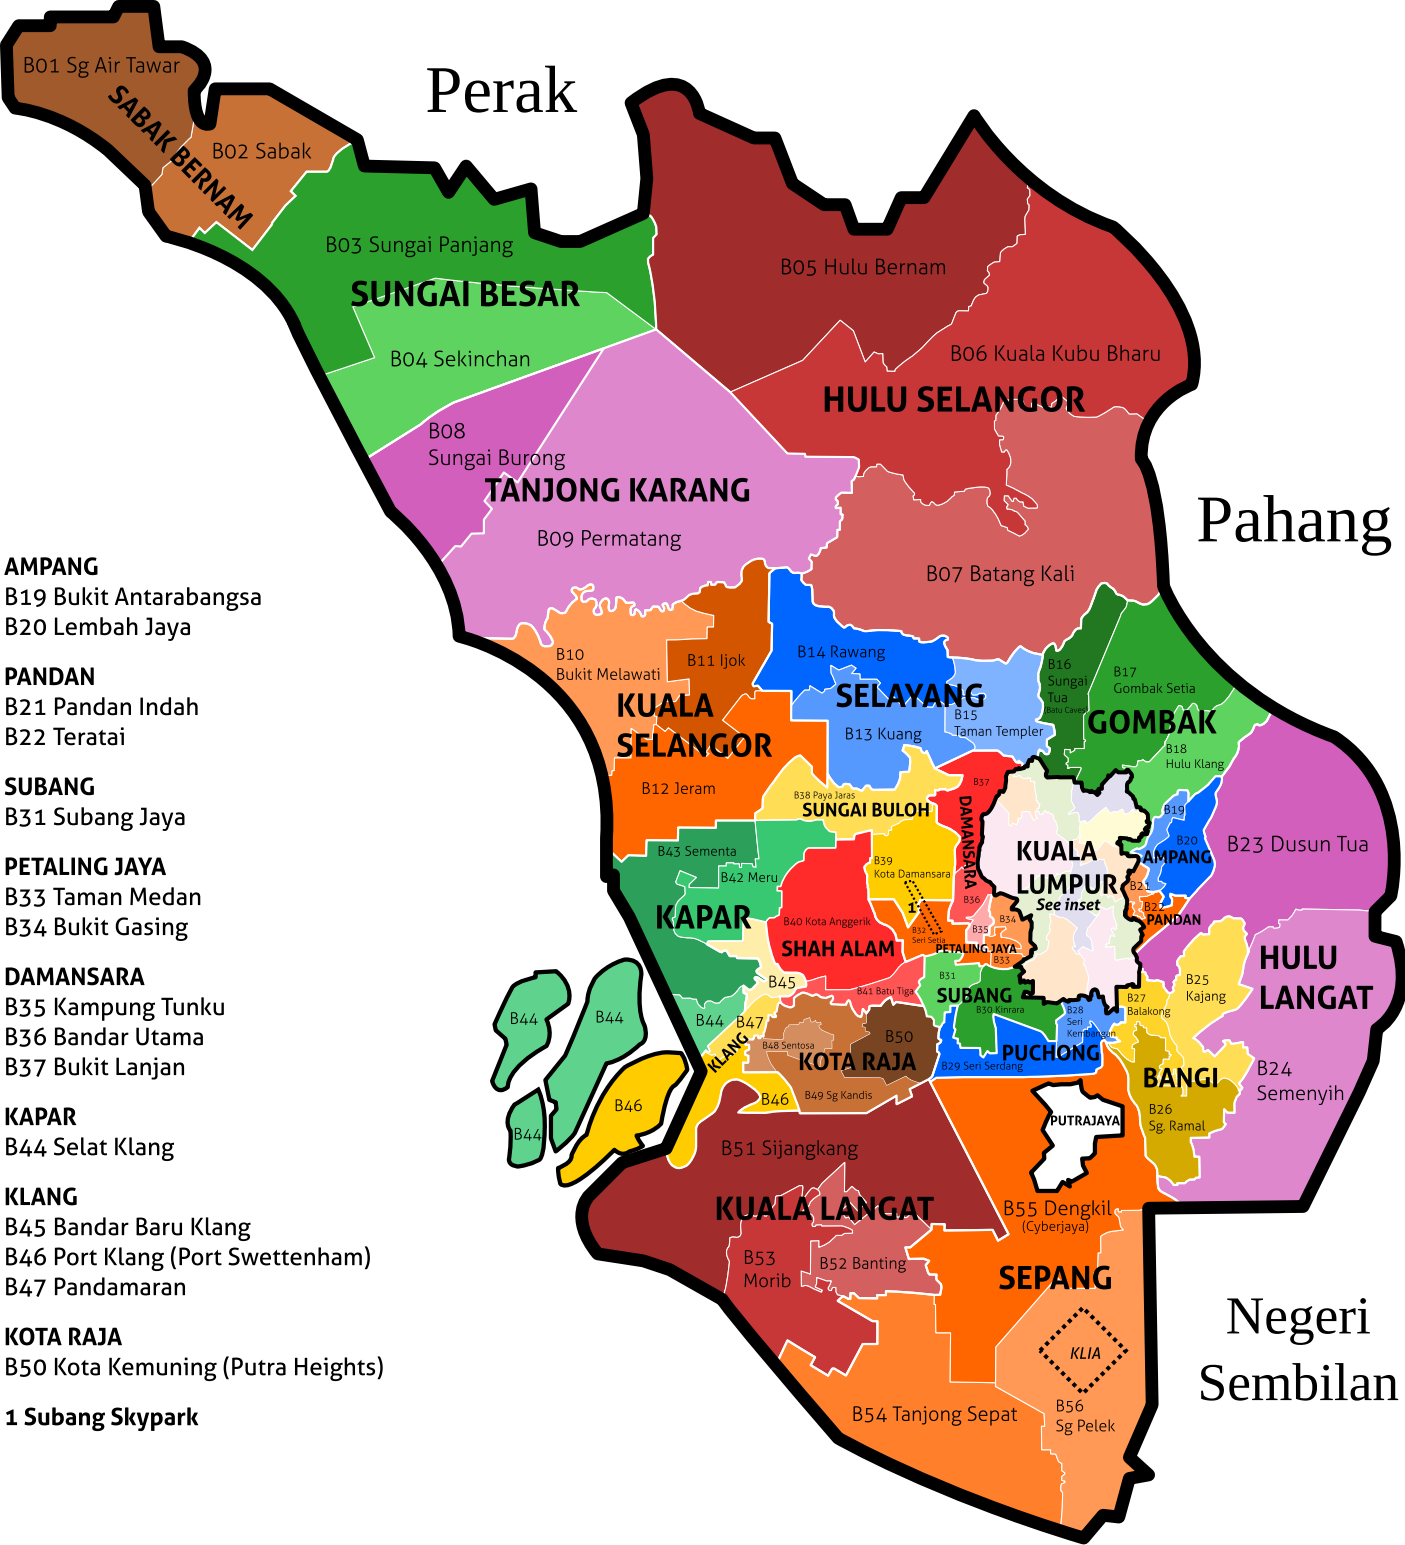 Perak
Pahang
Negeri
Sembilan
B01 Sg Air Tawar
SABAK BERNAM
B02 Sabak
B03 Sungai Panjang
SUNGAI BESAR
B04 Sekinchan
B05 Hulu Bernam
B06 Kuala Kubu Bharu
HULU SELANGOR
B07 Batang Kali
B08
Sungai Burong
TANJONG KARANG
B09 Permatang
B10
Bukit Melawati
B11 Ijok
KUALA
SELANGOR
B12 Jeram
B14 Rawang
SELAYANG
B13 Kuang
B15
Taman Templer
B16
Sungai
Tua
(Batu Caves)
B17
Gombak Setia
GOMBAK
B18
Hulu Klang
B19
B20
AMPANG
B21
B22
PANDAN
B23 Dusun Tua
HULU
LANGAT
B24
Semenyih
B25
Kajang
B27
Balakong
BANGI
B26
Sg. Ramal
B37
DAMANSARA
B36
B35
B38 Paya Jaras
SUNGAI BULOH
B39
Kota Damansara
1
B32
Seri Setia
B34
PETALING JAYA
B33
KUALA
LUMPUR
See inset
B43 Sementa
B42 Meru
KAPAR
B40 Kota Anggerik
SHAH ALAM
B41 Batu Tiga
B45
B44
B47
KLANG
B46
B44
B44
B44
B46
B31
SUBANG
B30 Kinrara
B28
Seri
Kembangan
PUCHONG
B29 Seri Serdang
B48 Sentosa
B50
KOTA RAJA
B49 Sg Kandis
B51 Sijangkang
KUALA LANGAT
B53
Morib
B52 Banting
PUTRAJAYA
B55 Dengkil
(Cyberjaya)
SEPANG
KLIA
B54 Tanjong Sepat
B56
Sg Pelek
AMPANG
B19 Bukit Antarabangsa
B20 Lembah Jaya
PANDAN
B21 Pandan Indah
B22 Teratai
SUBANG
B31 Subang Jaya
PETALING JAYA
B33 Taman Medan
B34 Bukit Gasing
DAMANSARA
B35 Kampung Tunku
B36 Bandar Utama
B37 Bukit Lanjan
KAPAR
B44 Selat Klang
KLANG
B45 Bandar Baru Klang
B46 Port Klang (Port Swettenham)
B47 Pandamaran
KOTA RAJA
B50 Kota Kemuning (Putra Heights)
1 Subang Skypark